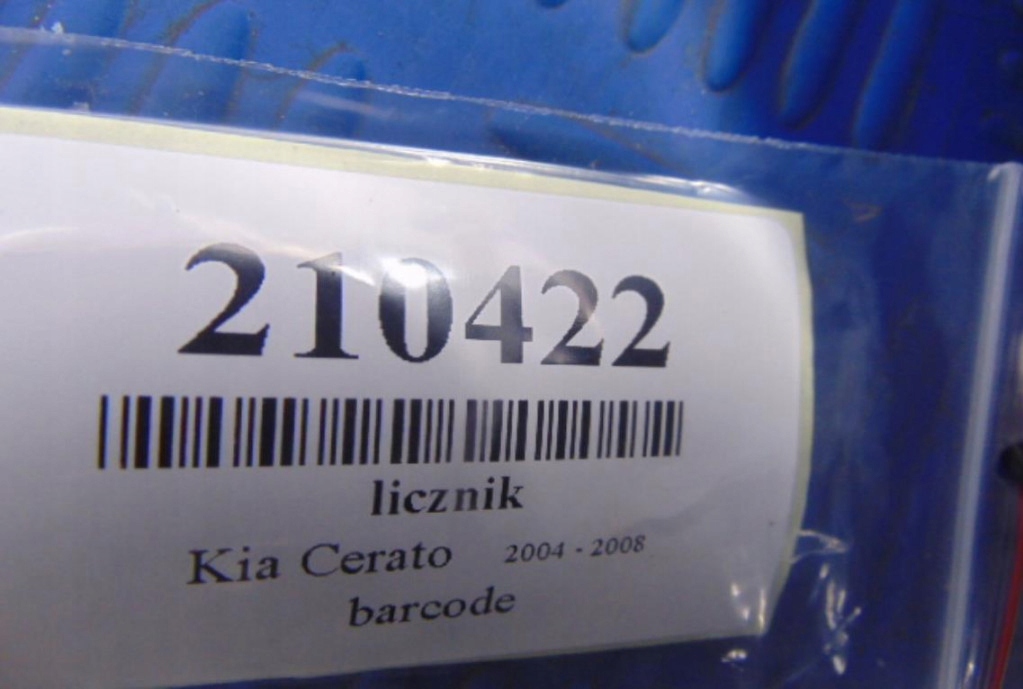 210422
licznik
Kia Cerato 2004 - 2008
barcode